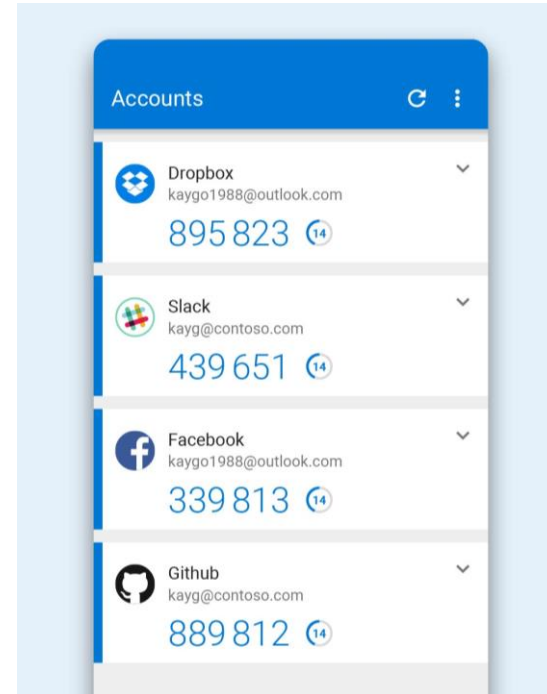 Accounts
Dropbox
kaygo1988@outlook.com
895 823 14
Slack
kayg@contoso.com
439 651 14
Facebook
kaygo1988@outlook.com
339 813 14
Github
kayg@contoso.com
889 812 14